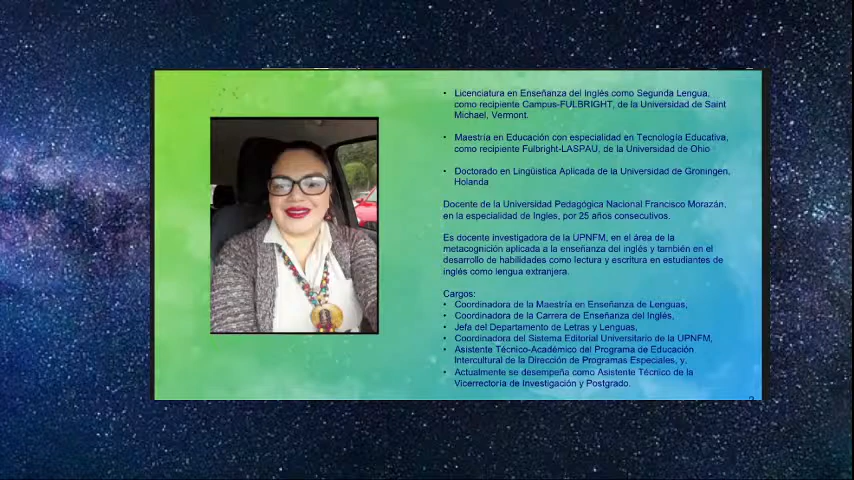 • Licenciatura en Enseñanza del Inglés como Segunda Lengua,
como recipiente Campus-FULBRIGHT, de la Universidad de Saint
Michael, Vermont.
• Maestría en Educación con especialidad en Tecnología Educativa,
como recipiente Fulbright-LASPAU, de la Universidad de Ohio
• Doctorado en Lingüística Aplicada de la Universidad de Groningen,
Holanda
Docente de la Universidad Pedagógica Nacional Francisco Morazán,
en la especialidad de Ingles, por 25 años consecutivos.
Es docente investigadora de la UPNFM, en el área de la
metacognición aplicada a la enseñanza del inglés y también en el
desarrollo de habilidades como lectura y escritura en estudiantes de
inglés como lengua extranjera.
Cargos:
• Coordinadora de la Maestría en Enseñanza de Lenguas,
• Coordinadora de la Carrera de Enseñanza del Inglés,
• Jefa del Departamento de Letras y Lenguas,
• Coordinadora del Sistema Editorial Universitario de la UPNFM,
• Asistente Técnico-Académico del Programa de Educación
Intercultural de la Dirección de Programas Especiales, y,
• Actualmente se desempeña como Asistente Técnico de la
Vicerrectoría de Investigación y Postgrado.